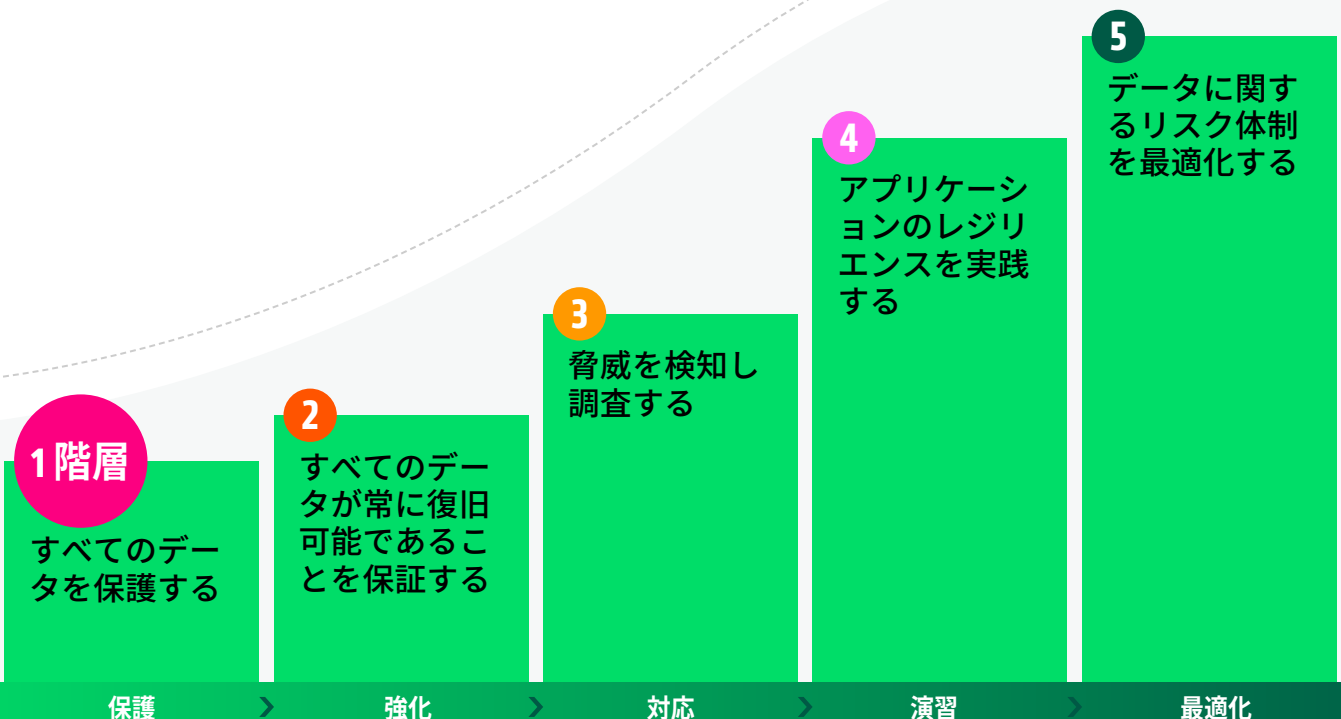 1階層
すべてのデー
タを保護する
2
すべてのデー
タが常に復旧
可能であるこ
とを保証する
3
脅威を検知し
調査する
4
アプリケーシ
ョンのレジリ
エンスを実践
する
5
データに関す
るリスク体制
を最適化する
保護
強化
対応
演習
最適化